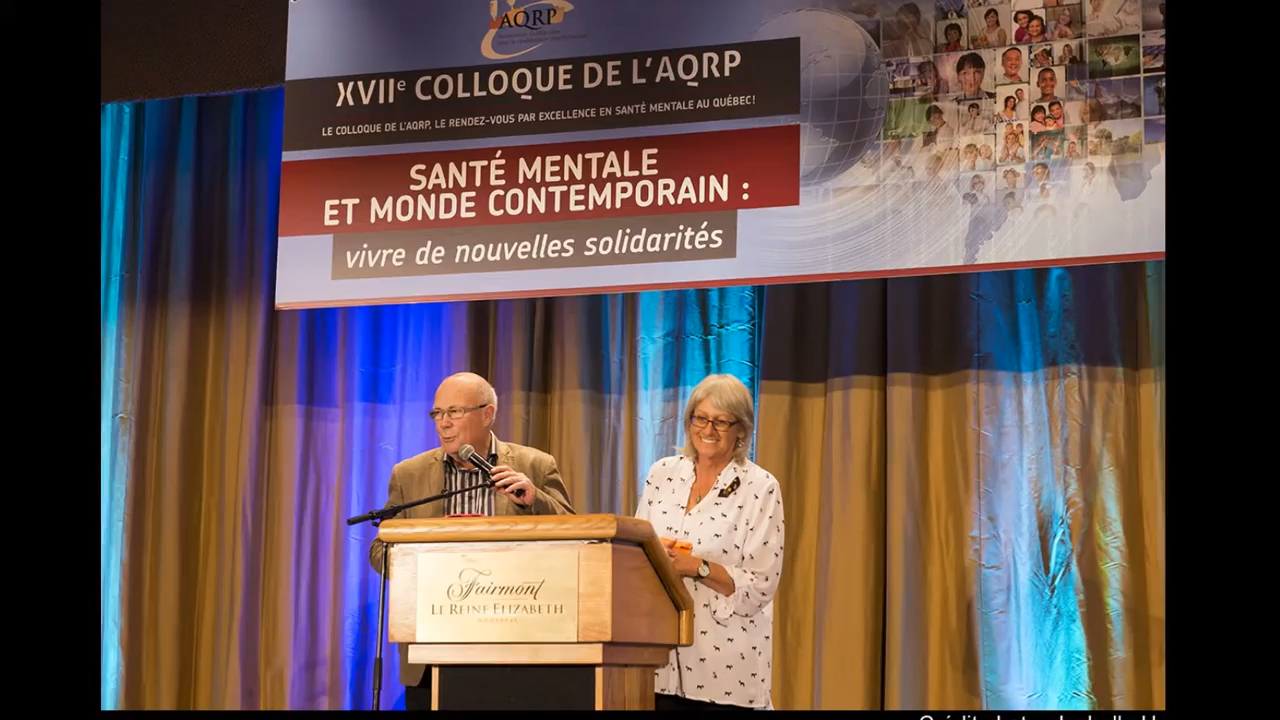 AQRP
XVIIe COLLOQUE DE L'AQRP
LE COLLOQUE DE L'AQRP, LE RENDEZ-VOUS PAR EXCELLENCE EN SANTÉ MENTALE AU QUÉBEC!
SANTÉ MENTALE
ET MONDE CONTEMPORAIN :
vivre de nouvelles solidarités
Fairmont
LE REINE ELIZABETH
MONTRÉAL